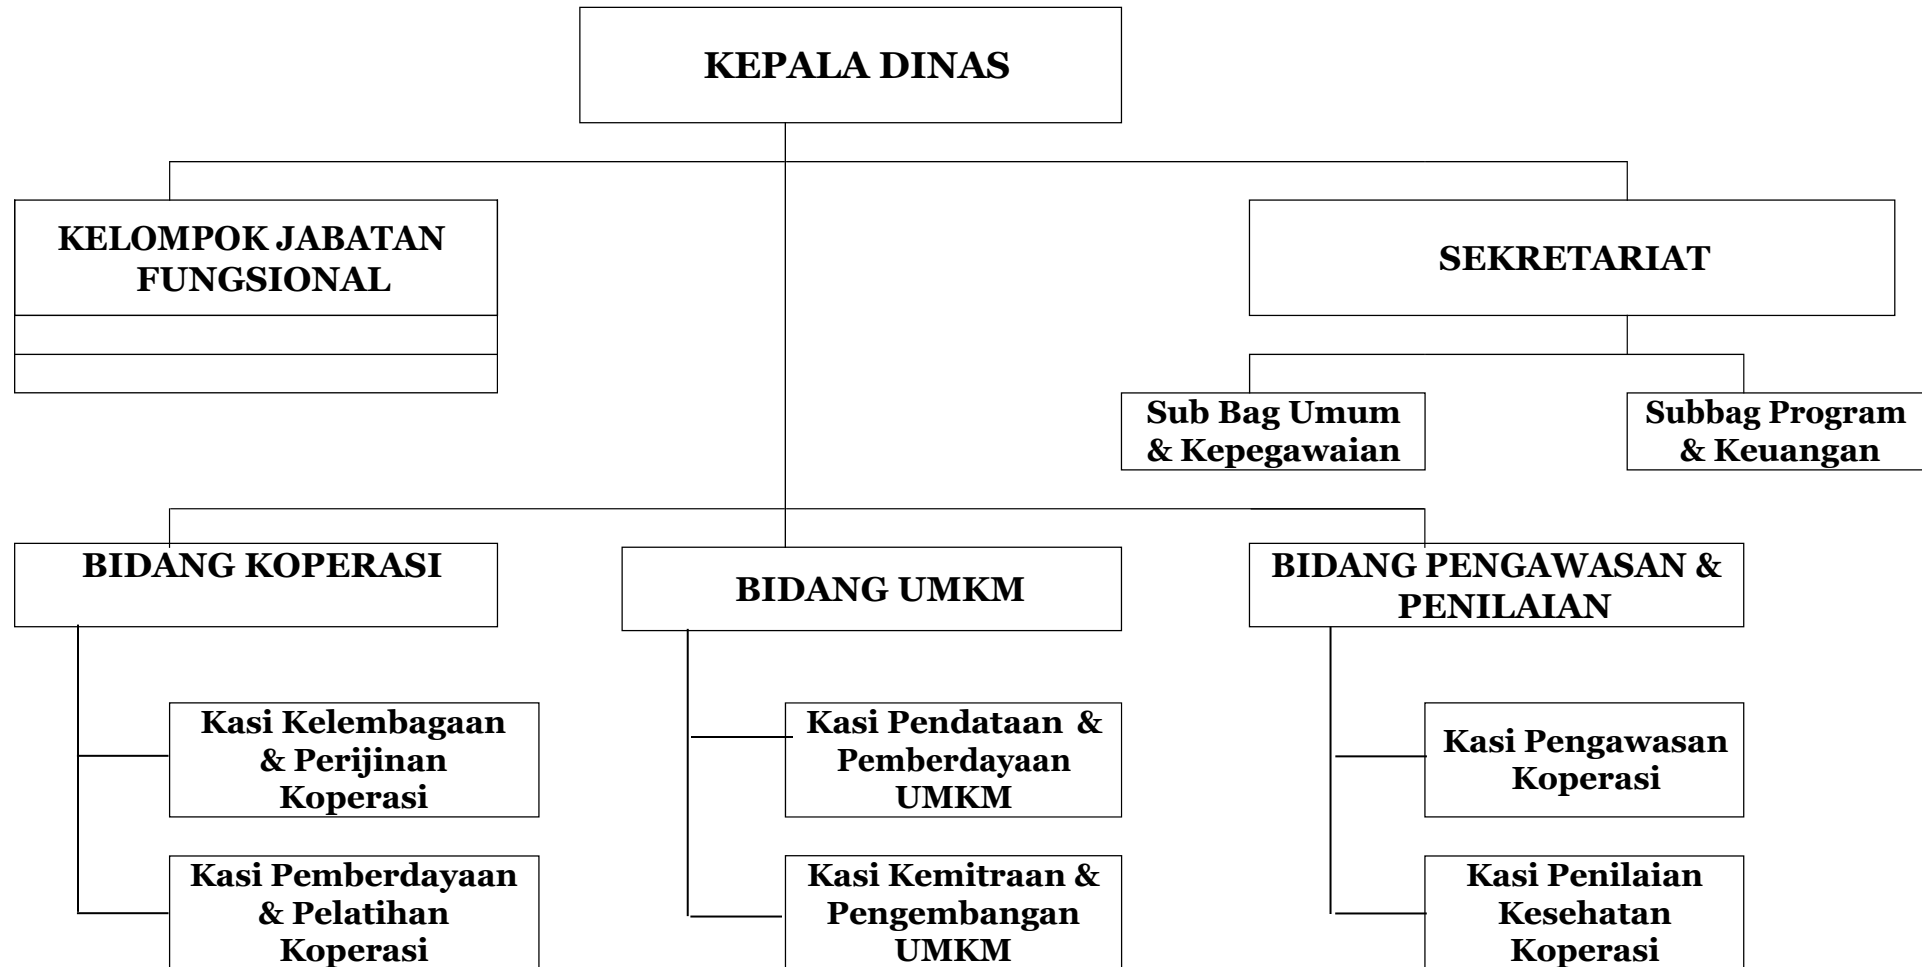 KEPALA DINAS
KELOMPOK JABATAN
FUNGSIONAL
SEKRETARIAT
Sub Bag Umum
& Kepegawaian
Subbag Program
& Keuangan
BIDANG KOPERASI
BIDANG UMKM
BIDANG PENGAWASAN &
PENILAIAN
Kasi Kelembagaan
& Perijinan
Koperasi
Kasi Pendataan &
Pemberdayaan
UMKM
Kasi Pengawasan
Koperasi
Kasi Pemberdayaan
& Pelatihan
Koperasi
Kasi Kemitraan &
Pengembangan
UMKM
Kasi Penilaian
Kesehatan
Koperasi